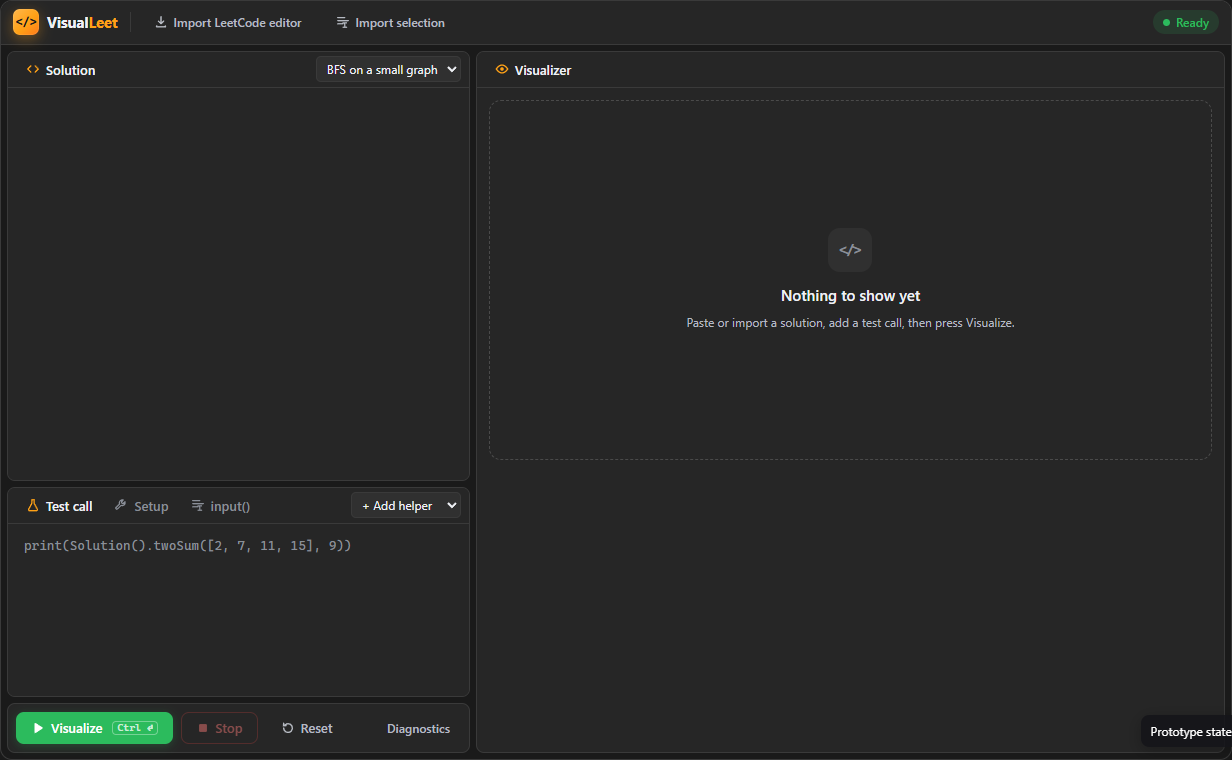 </> VisualLeet Import LeetCode editor Import selection Ready
Solution BFS on a small graph
Visualizer
</>
Nothing to show yet
Paste or import a solution, add a test call, then press Visualize.
Test call Setup input() + Add helper
print(Solution().twoSum([2, 7, 11, 15], 9))
Visualize Ctrl ⏎ Stop Reset Diagnostics
Prototype state